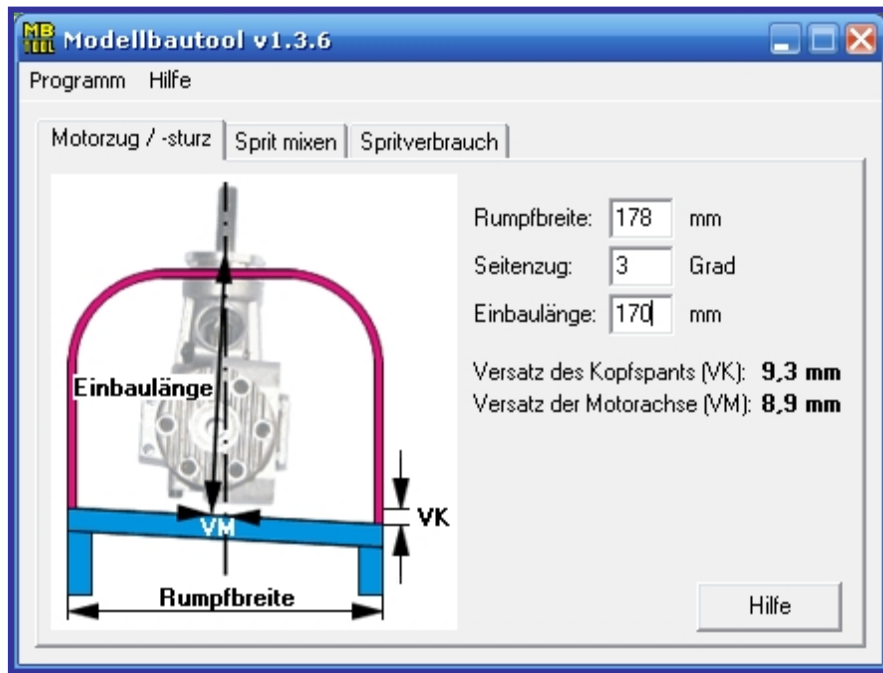 MB TOOL Modellbautool v1.3.6
Programm Hilfe
Motorzug / -sturz Sprit mixen Spritverbrauch
Rumpfbreite: 178 mm
Seitenzug: 3 Grad
Einbaulänge: 170 mm
Versatz des Kopfspants (VK): 9,3 mm
Versatz der Motorachse (VM): 8,9 mm
Einbaulänge
VM
VK
Rumpfbreite
Hilfe